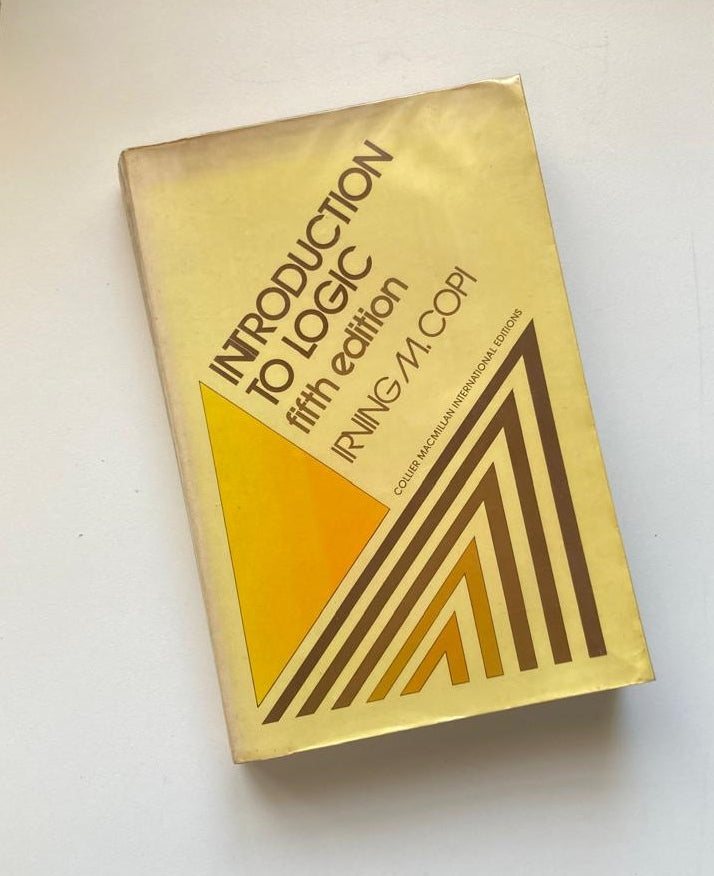 INTRODUCTION
TO LOGIC
fifth edition
IRVING M. COPI
COLLIER MACMILLAN INTERNATIONAL EDITIONS